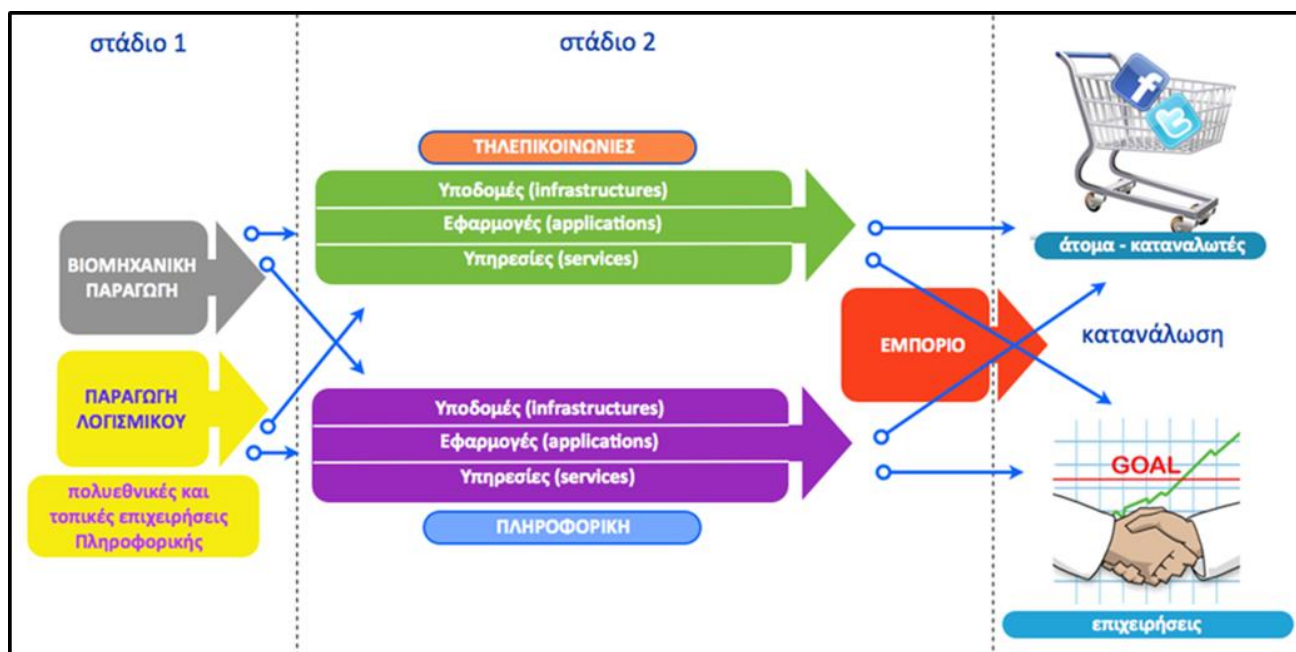 στάδιο 1
στάδιο 2
ΒΙΟΜΗΧΑΝΙΚΗ
ΠΑΡΑΓΩΓΗ
ΠΑΡΑΓΩΓΗ
ΛΟΓΙΣΜΙΚΟΥ
πολυεθνικές και
τοπικές επιχειρήσεις
Πληροφορικής
ΤΗΛΕΠΙΚΟΙΝΩΝΙΕΣ
Υποδομές (infrastructures)
Εφαρμογές (applications)
Υπηρεσίες (services)
Υποδομές (infrastructures)
Εφαρμογές (applications)
Υπηρεσίες (services)
ΠΛΗΡΟΦΟΡΙΚΗ
ΕΜΠΟΡΙΟ
f
t
άτομα - καταναλωτές
κατανάλωση
GOAL
επιχειρήσεις